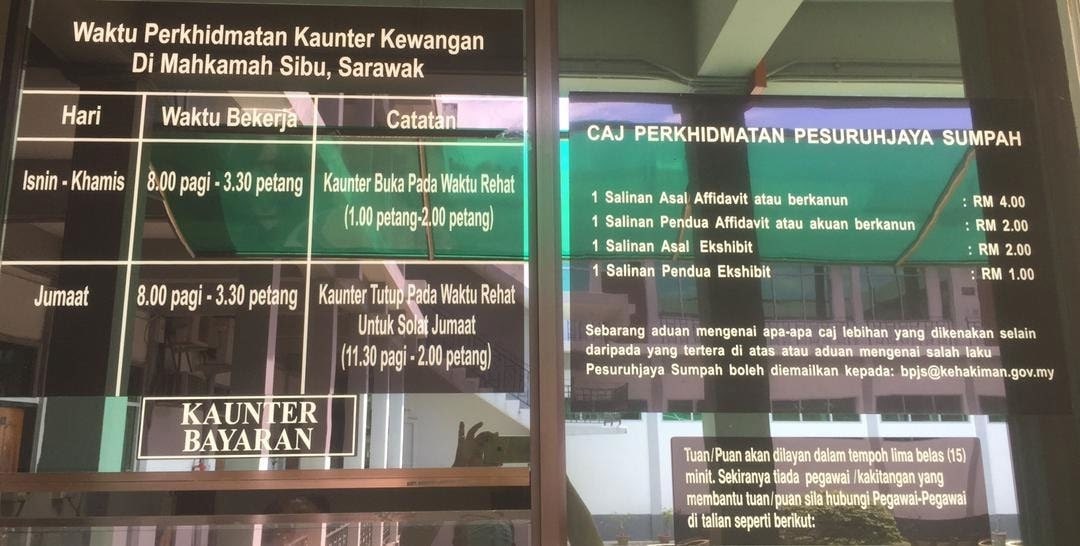 Waktu Perkhidmatan Kaunter Kewangan
Di Mahkamah Sibu, Sarawak
Hari
Waktu Bekerja
Catatan
Isnin - Khamis
8.00 pagi - 3.30 petang
Kaunter Buka Pada Waktu Rehat
(1.00 petang-2.00 petang)
Jumaat
8.00 pagi - 3.30 petang
Kaunter Tutup Pada Waktu Rehat
Untuk Solat Jumaat
(11.30 pagi - 2.00 petang)
KAUNTER
BAYARAN
CAJ PERKHIDMATAN PESURUHJAYA SUMPAH
1 Salinan Asal Affidavit atau berkanun : RM 4.00
1 Salinan Pendua Affidavit atau akuan berkanun : RM 2.00
1 Salinan Asal Ekshibit : RM 2.00
1 Salinan Pendua Ekshibit : RM 1.00
Sebarang aduan mengenai apa-apa caj lebihan yang dikenakan selain
daripada yang tertera di atas atau aduan mengenai salah laku
Pesuruhjaya Sumpah boleh diemailkan kepada: bpjs@kehakiman.gov.my
Tuan/Puan akan dilayan dalam tempoh lima belas (15)
minit. Sekiranya tiada pegawai /kakitangan yang
membantu tuan/puan sila hubungi Pegawai-Pegawai
di talian seperti berikut: